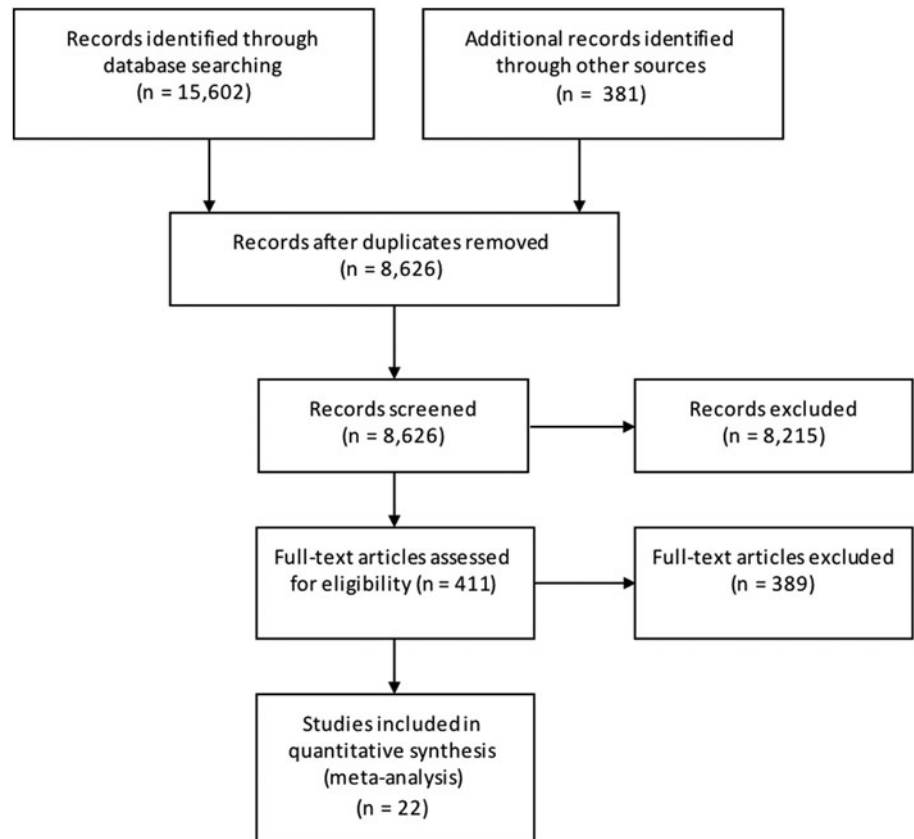 Records identified through
database searching
(n = 15,602)
Additional records identified
through other sources
(n = 381)
Records after duplicates removed
(n = 8,626)
Records screened
(n = 8,626)
Records excluded
(n = 8,215)
Full-text articles assessed
for eligibility (n = 411)
Full-text articles excluded
(n = 389)
Studies included in
quantitative synthesis
(meta-analysis)
(n = 22)